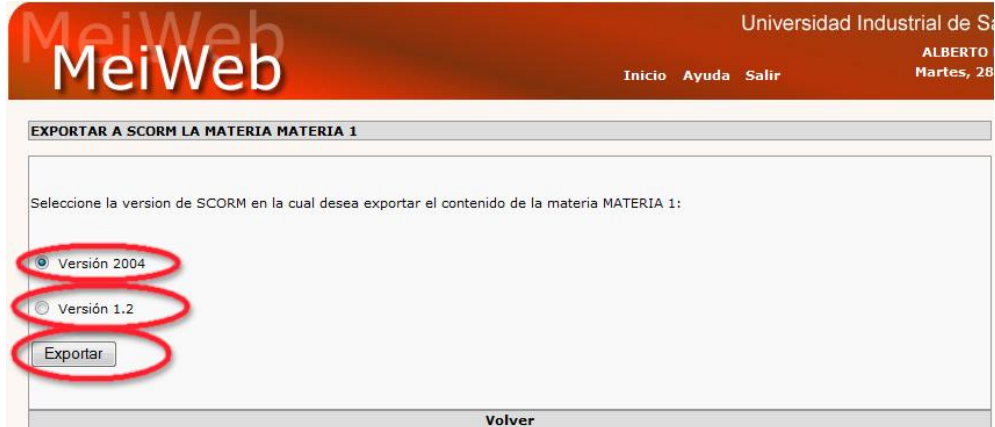 MeiWeb
MeiWeb
Universidad Industrial de
ALBERTO
Inicio Ayuda Salir
Martes, 28
EXPORTAR A SCORM LA MATERIA MATERIA 1
Seleccione la version de SCORM en la cual desea exportar el contenido de la materia MATERIA 1:
Versión 2004
Versión 1.2
Exportar
Volver